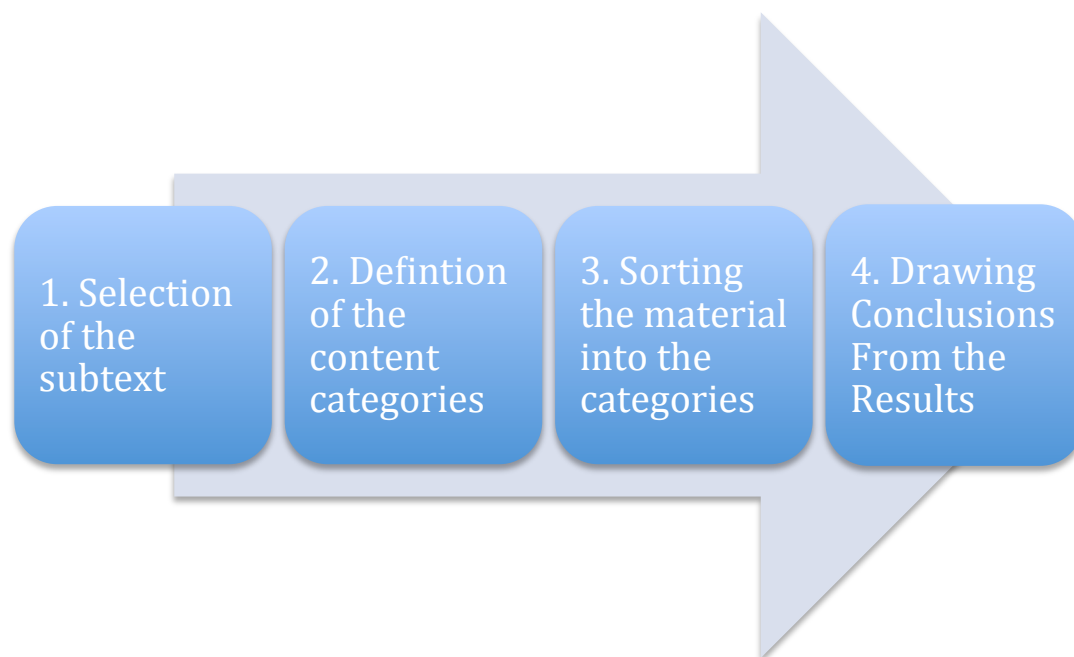 1. Selection
of the
subtext
2. Defintion
of the
content
categories
3. Sorting
the material
into the
categories
4. Drawing
Conclusions
From the
Results